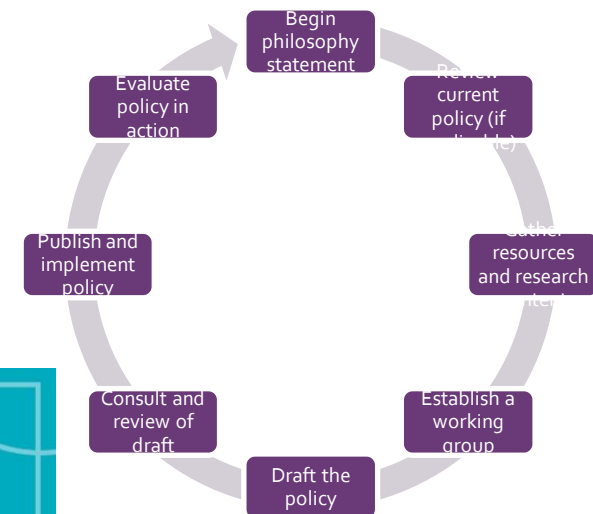 Begin
philosophy
statement
Review
current
policy (if
resources
and research
Establish a
working
group
Draft the
policy
Consult and
review of
draft
Publish and
implement
policy
Evaluate
policy in
action